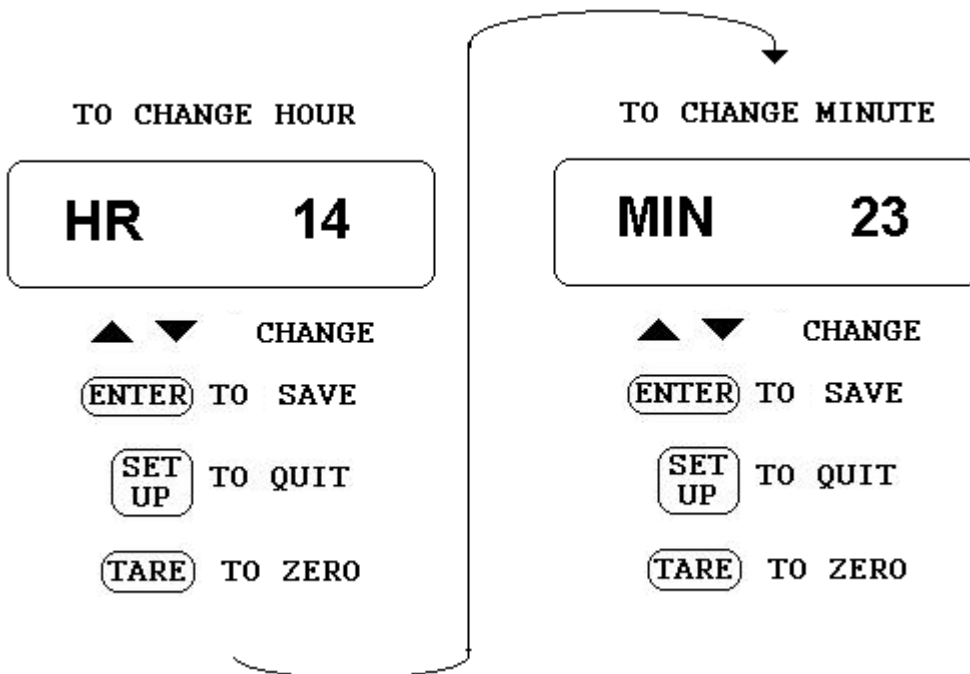 TO CHANGE HOUR
HR 14
▲ ▼ CHANGE
ENTER TO SAVE
SET UP TO QUIT
TARE TO ZERO
TO CHANGE MINUTE
MIN 23
▲ ▼ CHANGE
ENTER TO SAVE
SET UP TO QUIT
TARE TO ZERO